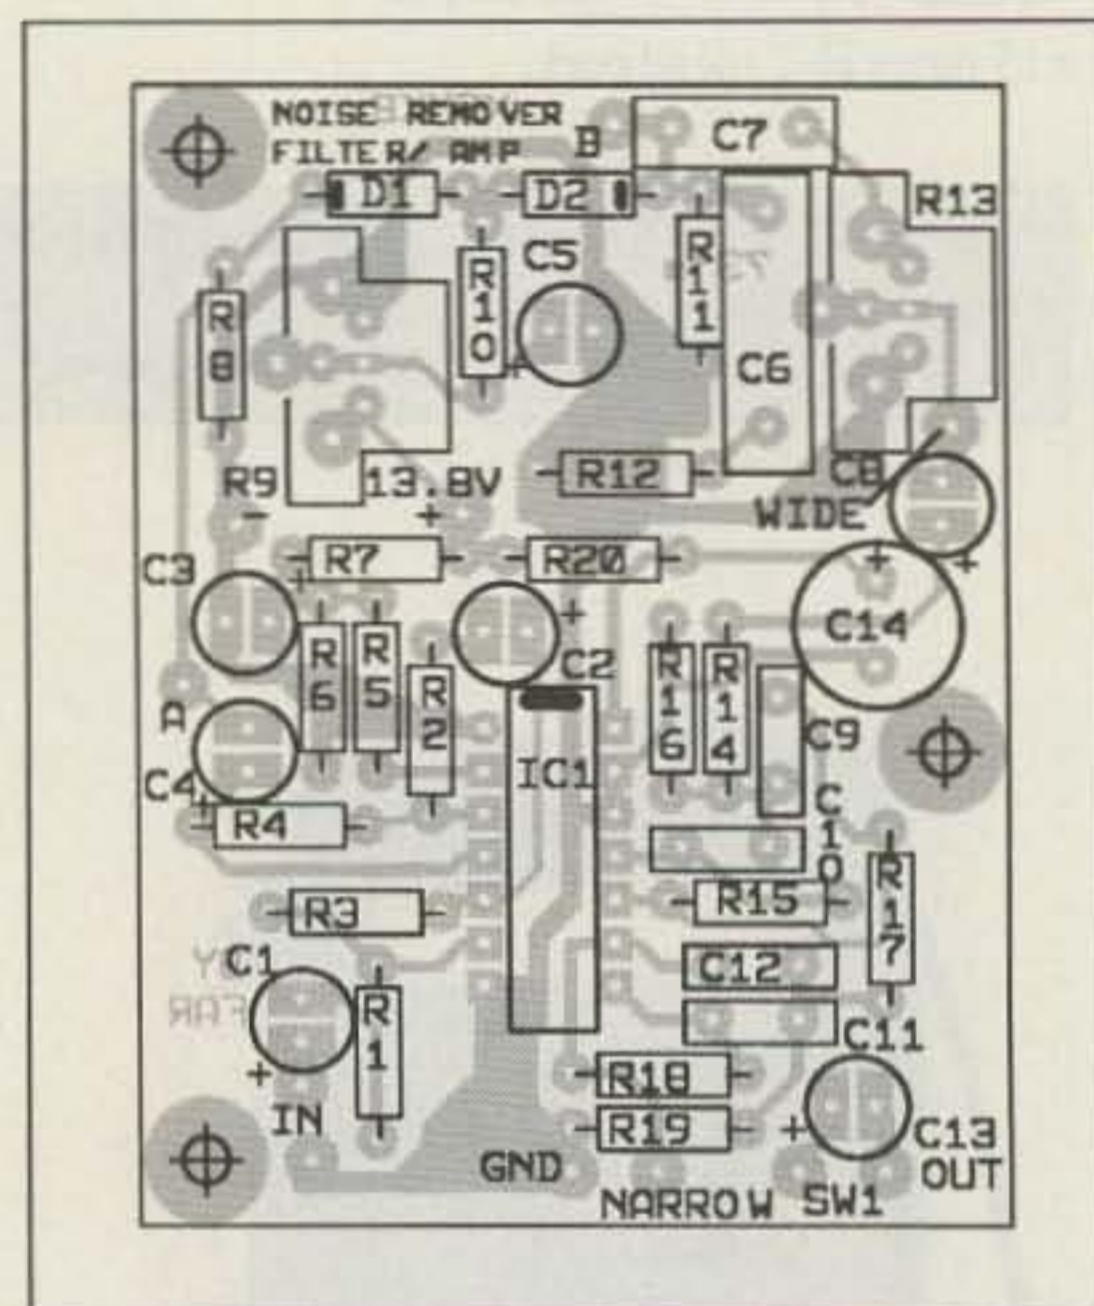 NOISE REMOVER
FILTER/ AMP
B
C7
D1
D2
R13
C5
R10
R11
R8
C6
R9
-
13.8V
+
+
R12
C8
WIDE
C3
+
R7
R20
+
+
+
C14
C2
R6
R5
R2
R16
R14
C9
D
C4
+
IC1
R4
C10
R3
R15
R17
C1
Y
FAR
R1
C12
C11
+
IN
R18
R19
+
C13
OUT
GND
NARROW SW1